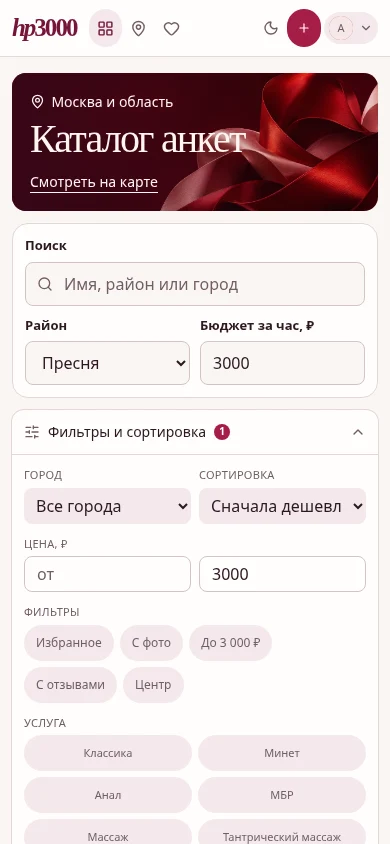 hp3000
A
Москва и область
Каталог анкет
Смотреть на карте
Поиск
Имя, район или город
Район
Бюджет за час, ₽
Пресня
3000
Фильтры и сортировка 1
ГОРОД
СОРТИРОВКА
Все города
Сначала дешевл
ЦЕНА, ₽
от
3000
ФИЛЬТРЫ
Избранное
С фото
До 3 000 ₽
С отзывами
Центр
УСЛУГА
Классика
Минет
Анал
МБР
Массаж
Тантрический массаж